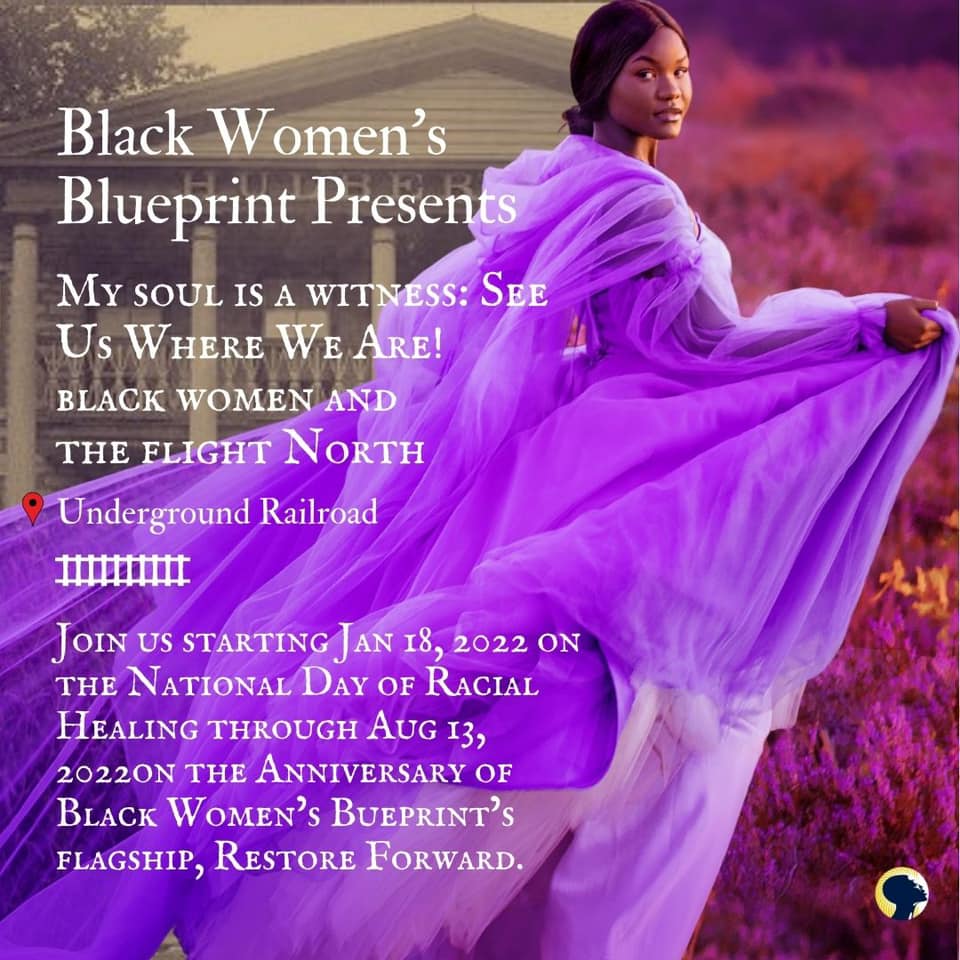 Black Women's
Blueprint Presents
My soul is a witness: See
Us Where We Are!
black women and
the flight North
Underground Railroad
Join us starting Jan 18, 2022 on
the National Day of Racial
Healing through Aug 13,
2022on the Anniversary of
Black Women's Bueprint's
flagship, Restore Forward.